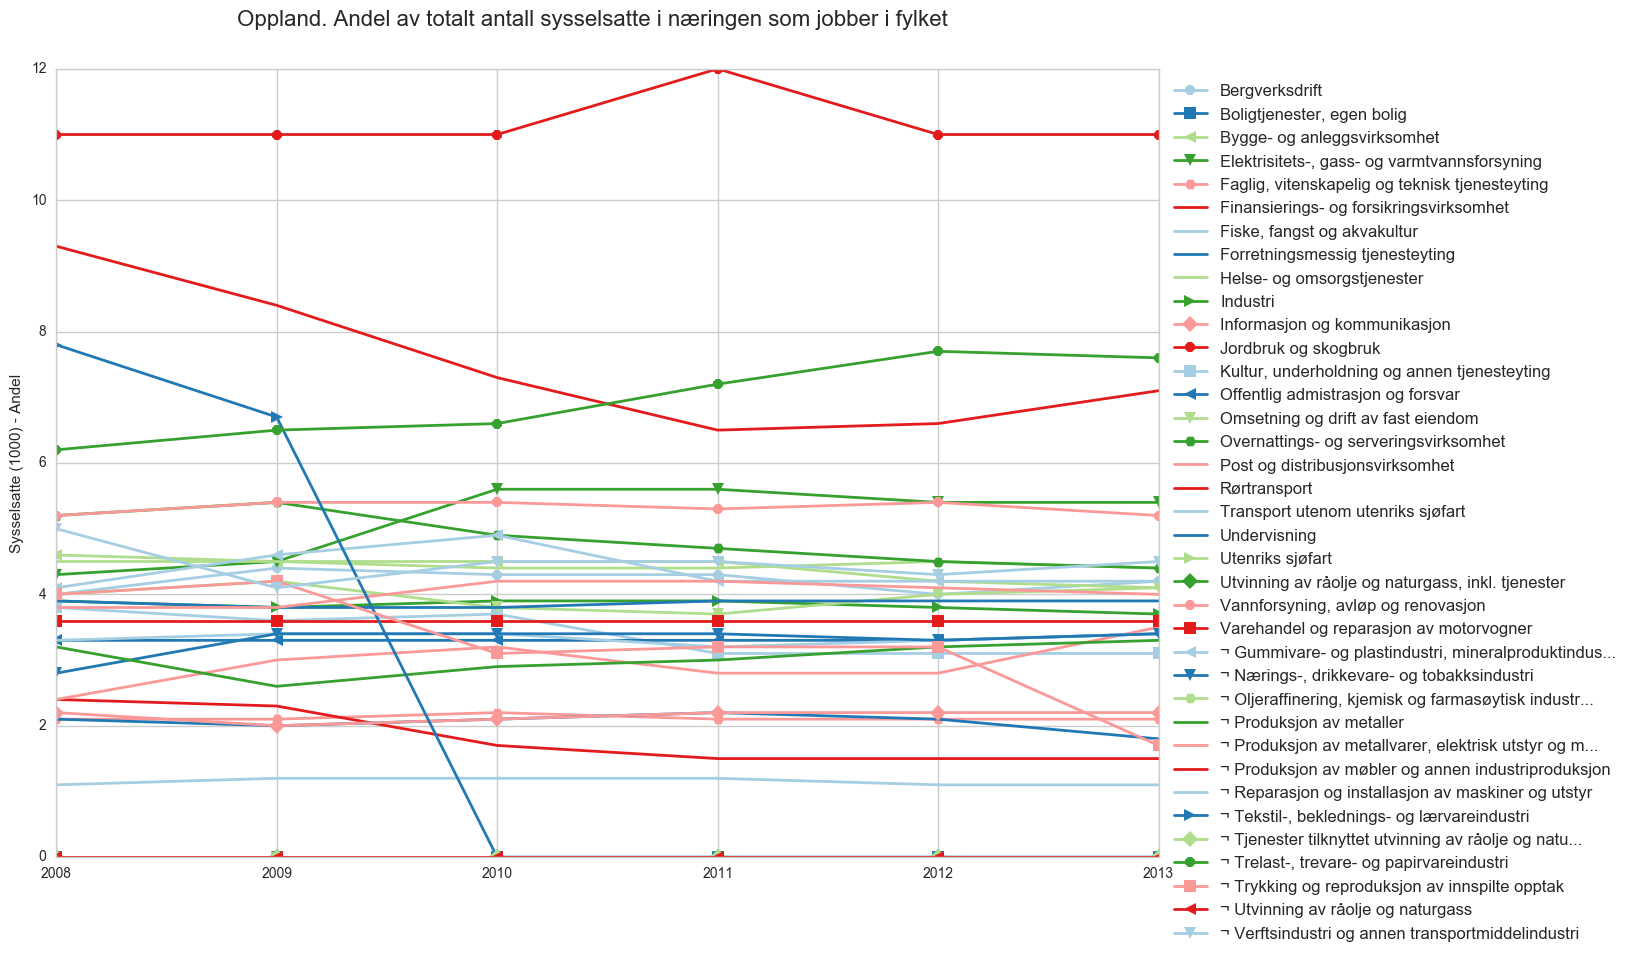 Oppland. Andel av totalt antall sysselsatte i næringen som jobber i fylket
Sysselsatte (1000) - Andel
12
10
8
6
4
2
0
2008 2009 2010 2011 2012 2013
Bergverksdrift
Boligtjenester, egen bolig
Bygge- og anleggsvirksomhet
Elektrisitets-, gass- og varmtvannsforsyning
Faglig, vitenskapelig og teknisk tjenesteyting
Finansierings- og forsikringsvirksomhet
Fiske, fangst og akvakultur
Forretningsmessig tjenesteyting
Helse- og omsorgstjenester
Industri
Informasjon og kommunikasjon
Jordbruk og skogbruk
Kultur, underholdning og annen tjenesteyting
Offentlig admistrasjon og forsvar
Omsetning og drift av fast eiendom
Overnattings- og serveringsvirksomhet
Post og distribusjonsvirksomhet
Rørtransport
Transport utenom utenriks sjøfart
Undervisning
Utenriks sjøfart
Utvinning av råolje og naturgass, inkl. tjenester
Vannforsyning, avløp og renovasjon
Varehandel og reparasjon av motorvogner
¬ Gummivare- og plastindustri, mineralproduktindus...
¬ Nærings-, drikkevare- og tobakksindustri
¬ Oljeraffinering, kjemisk og farmasøytisk industr...
¬ Produksjon av metaller
¬ Produksjon av metallvarer, elektrisk utstyr og m...
¬ Produksjon av møbler og annen industriproduksjon
¬ Reparasjon og installasjon av maskiner og utstyr
¬ Tekstil-, beklednings- og lærvareindustri
¬ Tjenester tilknyttet utvinning av råolje og natu...
¬ Trelast-, trevare- og papirvareindustri
¬ Trykking og reproduksjon av innspilte opptak
¬ Utvinning av råolje og naturgass
¬ Verftsindustri og annen transportmiddelindustri